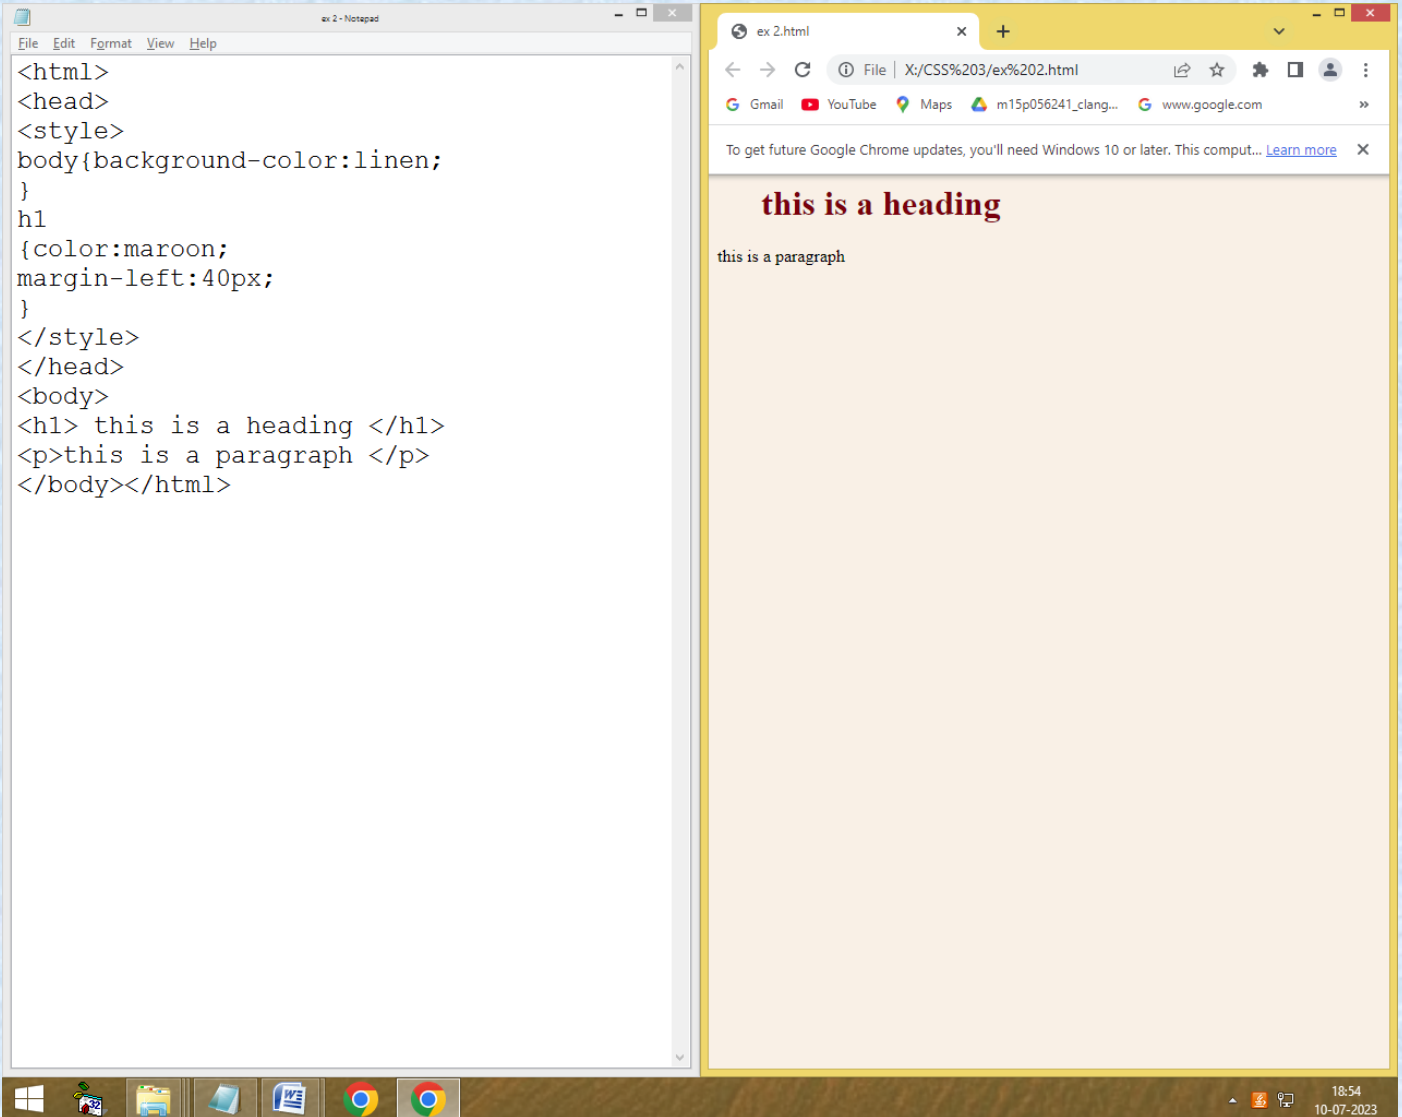 ex 2 - Notepad
File Edit Format View Help
<html>
<head>
<style>
body{background-color:linen;
}
h1
{color:maroon;
margin-left:40px;
}
</style>
</head>
<body>
<h1> this is a heading </h1>
<p>this is a paragraph </p>
</body></html>
ex 2.html
File X:/CSS%203/ex%202.html
Gmail YouTube Maps m15p056241_clang... www.google.com »
To get future Google Chrome updates, you'll need Windows 10 or later. This comput... Learn more
this is a heading
this is a paragraph
32
W
18:54
10-07-2023